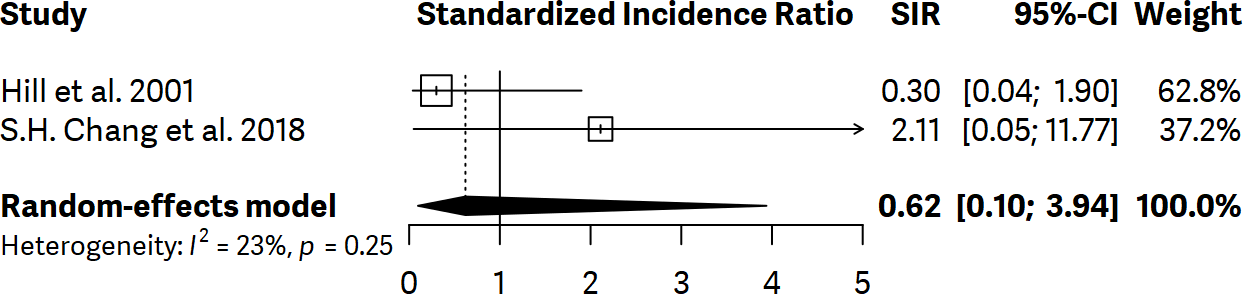 Study Standardized Incidence Ratio SIR 95%-CI Weight
Hill et al. 2001 0.30 [0.04; 1.90] 62.8%
S.H. Chang et al. 2018 2.11 [0.05; 11.77] 37.2%
Random-effects model 0.62 [0.10; 3.94] 100.0%
Heterogeneity: I² = 23%, p = 0.25
0 1 2 3 4 5